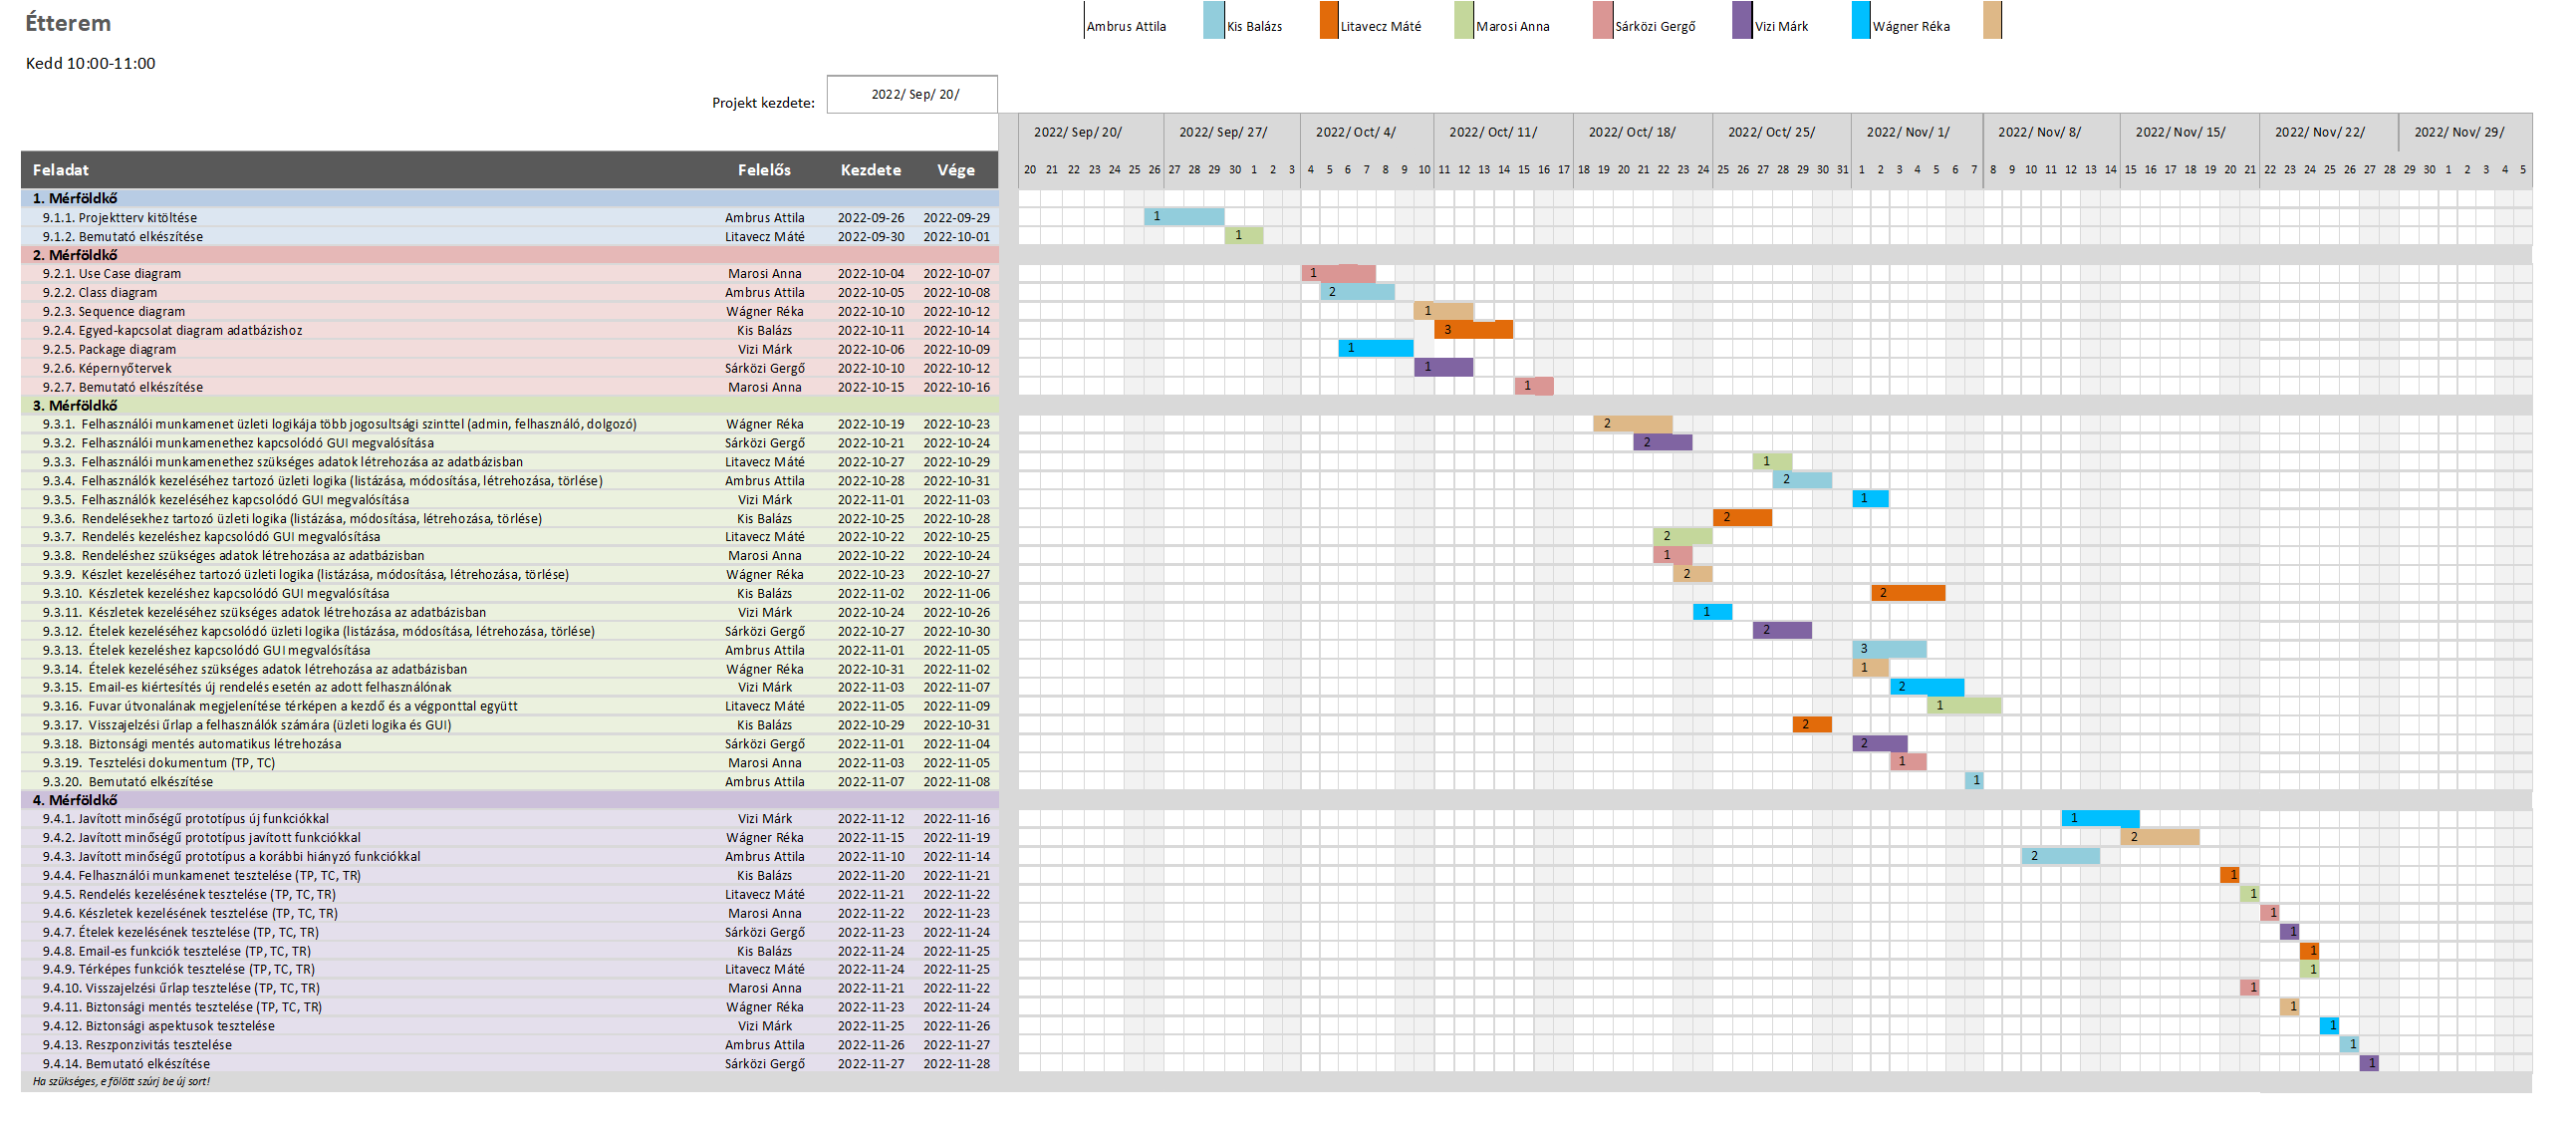 Étterem
Ambrus Attila Kis Balázs Litavecz Máté Marosi Anna Sárközi Gergő Vizi Márk Wágner Réka
Kedd 10:00-11:00
Projekt kezdete: 2022/ Sep/ 20/
2022/ Sep/ 20/ 2022/ Sep/ 27/ 2022/ Oct/ 4/ 2022/ Oct/ 11/ 2022/ Oct/ 18/ 2022/ Oct/ 25/ 2022/ Nov/ 1/ 2022/ Nov/ 8/ 2022/ Nov/ 15/ 2022/ Nov/ 22/ 2022/ Nov/ 29/
Feladat Felelős Kezdete Vége 20 21 22 23 24 25 26 27 28 29 30 1 2 3 4 5 6 7 8 9 10 11 12 13 14 15 16 17 18 19 20 21 22 23 24 25 26 27 28 29 30 31 1 2 3 4 5 6 7 8 9 10 11 12 13 14 15 16 17 18 19 20 21 22 23 24 25 26 27 28 29 30 1 2 3 4 5
1. Mérföldkő
9.1.1. Projektterv kitöltése Ambrus Attila 2022-09-26 2022-09-29 1
9.1.2. Bemutató elkészítése Litavecz Máté 2022-09-30 2022-10-01 1
2. Mérföldkő
9.2.1. Use Case diagram Marosi Anna 2022-10-04 2022-10-07 1
9.2.2. Class diagram Ambrus Attila 2022-10-05 2022-10-08 2
9.2.3. Sequence diagram Wágner Réka 2022-10-10 2022-10-12 1
9.2.4. Egyed-kapcsolat diagram adatbázishoz Kis Balázs 2022-10-11 2022-10-14 3
9.2.5. Package diagram Vizi Márk 2022-10-06 2022-10-09 1
9.2.6. Képernyőtervek Sárközi Gergő 2022-10-10 2022-10-12 1
9.2.7. Bemutató elkészítése Marosi Anna 2022-10-15 2022-10-16 1
3. Mérföldkő
9.3.1. Felhasználói munkamenet üzleti logikája több jogosultsági szinttel (admin, felhasználó, dolgozó) Wágner Réka 2022-10-19 2022-10-23 2
9.3.2. Felhasználói munkamenethez kapcsolódó GUI megvalósítása Sárközi Gergő 2022-10-21 2022-10-24 2
9.3.3. Felhasználói munkamenethez szükséges adatok létrehozása az adatbázisban Litavecz Máté 2022-10-27 2022-10-29 1
9.3.4. Felhasználók kezeléséhez tartozó üzleti logika (listázása, módosítása, létrehozása, törlése) Ambrus Attila 2022-10-28 2022-10-31 2
9.3.5. Felhasználók kezeléséhez kapcsolódó GUI megvalósítása Vizi Márk 2022-11-01 2022-11-03 1
9.3.6. Rendelésekhez tartozó üzleti logika (listázása, módosítása, létrehozása, törlése) Kis Balázs 2022-10-25 2022-10-28 2
9.3.7. Rendelés kezeléshez kapcsolódó GUI megvalósítása Litavecz Máté 2022-10-22 2022-10-25 2
9.3.8. Rendeléshez szükséges adatok létrehozása az adatbázisban Marosi Anna 2022-10-22 2022-10-24 1
9.3.9. Készlet kezeléséhez tartozó üzleti logika (listázása, módosítása, létrehozása, törlése) Wágner Réka 2022-10-23 2022-10-27 2
9.3.10. Készletek kezeléshez kapcsolódó GUI megvalósítása Kis Balázs 2022-11-02 2022-11-06 2
9.3.11. Készletek kezeléséhez szükséges adatok létrehozása az adatbázisban Vizi Márk 2022-10-24 2022-10-26 1
9.3.12. Ételek kezeléséhez kapcsolódó üzleti logika (listázása, módosítása, létrehozása, törlése) Sárközi Gergő 2022-10-27 2022-10-30 2
9.3.13. Ételek kezeléshez kapcsolódó GUI megvalósítása Ambrus Attila 2022-11-01 2022-11-05 3
9.3.14. Ételek kezeléséhez szükséges adatok létrehozása az adatbázisban Wágner Réka 2022-10-31 2022-11-02 1
9.3.15. Email-es kiértesítés új rendelés esetén az adott felhasználónak Vizi Márk 2022-11-03 2022-11-07 2
9.3.16. Fuvar útvonalának megjelenítése térképen a kezdő és a végponttal együtt Litavecz Máté 2022-11-05 2022-11-09 1
9.3.17. Visszajelzési űrlap a felhasználók számára (üzleti logika és GUI) Kis Balázs 2022-10-29 2022-10-31 2
9.3.18. Biztonsági mentés automatikus létrehozása Sárközi Gergő 2022-11-01 2022-11-04 2
9.3.19. Tesztelési dokumentum (TP, TC) Marosi Anna 2022-11-03 2022-11-05 1
9.3.20. Bemutató elkészítése Ambrus Attila 2022-11-07 2022-11-08 1
4. Mérföldkő
9.4.1. Javított minőségű prototípus új funkciókkal Vizi Márk 2022-11-12 2022-11-16 1
9.4.2. Javított minőségű prototípus javított funkciókkal Wágner Réka 2022-11-15 2022-11-19 2
9.4.3. Javított minőségű prototípus a korábbi hiányzó funkciókkal Ambrus Attila 2022-11-10 2022-11-14 2
9.4.4. Felhasználói munkamenet tesztelése (TP, TC, TR) Kis Balázs 2022-11-20 2022-11-21 1
9.4.5. Rendelés kezelésének tesztelése (TP, TC, TR) Litavecz Máté 2022-11-21 2022-11-22 1
9.4.6. Készletek kezelésének tesztelése (TP, TC, TR) Marosi Anna 2022-11-22 2022-11-23 1
9.4.7. Ételek kezelésének tesztelése (TP, TC, TR) Sárközi Gergő 2022-11-23 2022-11-24 1
9.4.8. Email-es funkciók tesztelése (TP, TC, TR) Kis Balázs 2022-11-24 2022-11-25 1
9.4.9. Térképes funkciók tesztelése (TP, TC, TR) Litavecz Máté 2022-11-24 2022-11-25 1
9.4.10. Visszajelzési űrlap tesztelése (TP, TC, TR) Marosi Anna 2022-11-21 2022-11-22 1
9.4.11. Biztonsági mentés tesztelése (TP, TC, TR) Wágner Réka 2022-11-23 2022-11-24 1
9.4.12. Biztonsági aspektusok tesztelése Vizi Márk 2022-11-25 2022-11-26 1
9.4.13. Reszponzivitás tesztelése Ambrus Attila 2022-11-26 2022-11-27 1
9.4.14. Bemutató elkészítése Sárközi Gergő 2022-11-27 2022-11-28 1
Ha szükséges, e fölött szúrj be új sort!